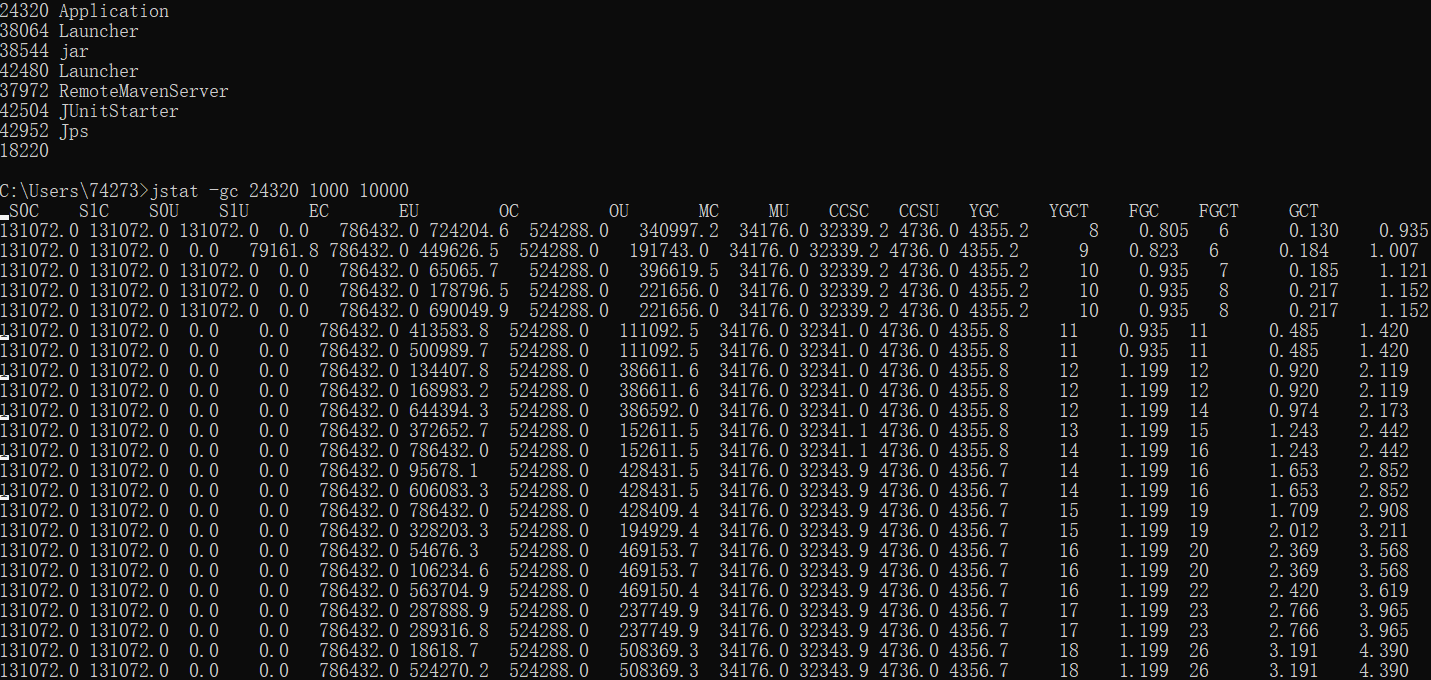 24320 Application
38064 Launcher
38544 jar
42480 Launcher
37972 RemoteMavenServer
42504 JUnitStarter
42952 Jps
18220
C:\Users\74273>jstat -gc 24320 1000 10000
S0C S1C S0U S1U EC EU OC OU MC MU CCSC CCSU YGC YGCT FGC FGCT GCT
131072.0 131072.0 131072.0 0.0 786432.0 724204.6 524288.0 340997.2 34176.0 32339.2 4736.0 4355.2 8 0.805 6 0.130 0.935
131072.0 131072.0 0.0 79161.8 786432.0 449626.5 524288.0 191743.0 34176.0 32339.2 4736.0 4355.2 9 0.823 6 0.184 1.007
131072.0 131072.0 131072.0 0.0 786432.0 65065.7 524288.0 396619.5 34176.0 32339.2 4736.0 4355.2 10 0.935 7 0.185 1.121
131072.0 131072.0 131072.0 0.0 786432.0 178796.5 524288.0 221656.0 34176.0 32339.2 4736.0 4355.2 10 0.935 8 0.217 1.152
131072.0 131072.0 131072.0 0.0 786432.0 690049.9 524288.0 221656.0 34176.0 32339.2 4736.0 4355.2 10 0.935 8 0.217 1.152
131072.0 131072.0 0.0 0.0 786432.0 413583.8 524288.0 111092.5 34176.0 32341.0 4736.0 4355.8 11 0.935 11 0.485 1.420
131072.0 131072.0 0.0 0.0 786432.0 500989.7 524288.0 111092.5 34176.0 32341.0 4736.0 4355.8 11 0.935 11 0.485 1.420
131072.0 131072.0 0.0 0.0 786432.0 134407.8 524288.0 386611.6 34176.0 32341.0 4736.0 4355.8 12 1.199 12 0.920 2.119
131072.0 131072.0 0.0 0.0 786432.0 168983.2 524288.0 386611.6 34176.0 32341.0 4736.0 4355.8 12 1.199 12 0.920 2.119
131072.0 131072.0 0.0 0.0 786432.0 644394.3 524288.0 386592.0 34176.0 32341.0 4736.0 4355.8 12 1.199 14 0.974 2.173
131072.0 131072.0 0.0 0.0 786432.0 372652.7 524288.0 152611.5 34176.0 32341.1 4736.0 4355.8 13 1.199 15 1.243 2.442
131072.0 131072.0 0.0 0.0 786432.0 786432.0 524288.0 152611.5 34176.0 32341.1 4736.0 4355.8 14 1.199 16 1.243 2.442
131072.0 131072.0 0.0 0.0 786432.0 95678.1 524288.0 428431.5 34176.0 32343.9 4736.0 4356.7 14 1.199 16 1.653 2.852
131072.0 131072.0 0.0 0.0 786432.0 606083.3 524288.0 428431.5 34176.0 32343.9 4736.0 4356.7 14 1.199 16 1.653 2.852
131072.0 131072.0 0.0 0.0 786432.0 786432.0 524288.0 428409.4 34176.0 32343.9 4736.0 4356.7 15 1.199 19 1.709 2.908
131072.0 131072.0 0.0 0.0 786432.0 328203.3 524288.0 194929.4 34176.0 32343.9 4736.0 4356.7 15 1.199 19 2.012 3.211
131072.0 131072.0 0.0 0.0 786432.0 54676.3 524288.0 469153.7 34176.0 32343.9 4736.0 4356.7 16 1.199 20 2.369 3.568
131072.0 131072.0 0.0 0.0 786432.0 106234.6 524288.0 469153.7 34176.0 32343.9 4736.0 4356.7 16 1.199 20 2.369 3.568
131072.0 131072.0 0.0 0.0 786432.0 563704.9 524288.0 469150.4 34176.0 32343.9 4736.0 4356.7 16 1.199 22 2.420 3.619
131072.0 131072.0 0.0 0.0 786432.0 287888.9 524288.0 237749.9 34176.0 32343.9 4736.0 4356.7 17 1.199 23 2.766 3.965
131072.0 131072.0 0.0 0.0 786432.0 289316.8 524288.0 237749.9 34176.0 32343.9 4736.0 4356.7 17 1.199 23 2.766 3.965
131072.0 131072.0 0.0 0.0 786432.0 18618.7 524288.0 508369.3 34176.0 32343.9 4736.0 4356.7 18 1.199 26 3.191 4.390
131072.0 131072.0 0.0 0.0 786432.0 524270.2 524288.0 508369.3 34176.0 32343.9 4736.0 4356.7 18 1.199 26 3.191 4.390